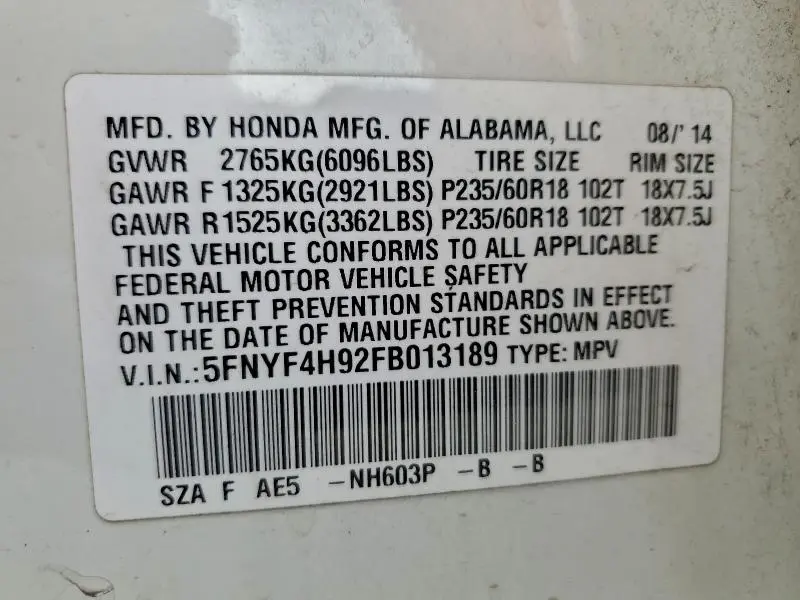 MFD. BY HONDA MFG. OF ALABAMA, LLC 08/'14
GVWR 2765KG(6096LBS) TIRE SIZE RIM SIZE
GAWR F 1325KG(2921LBS) P235/60R18 102T 18X7.5J
GAWR R 1525KG(3362LBS) P235/60R18 102T 18X7.5J
THIS VEHICLE CONFORMS TO ALL APPLICABLE
FEDERAL MOTOR VEHICLE SAFETY
AND THEFT PREVENTION STANDARDS IN EFFECT
ON THE DATE OF MANUFACTURE SHOWN ABOVE.
V.I.N.:5FNYF4H92FB013189 TYPE: MPV
SZA F AE5 -NH603P -B -B